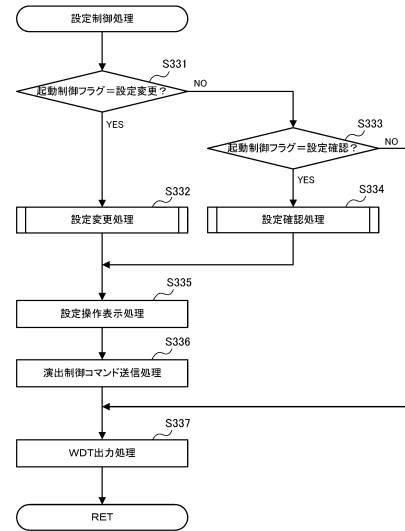 設定制御処理
S331
起動制御フラグ＝設定変更？
NO
S333
YES
起動制御フラグ＝設定確認？
NO
YES
S332
設定変更処理
S334
設定確認処理
S335
設定操作表示処理
S336
演出制御コマンド送信処理
S337
WDT出力処理
RET